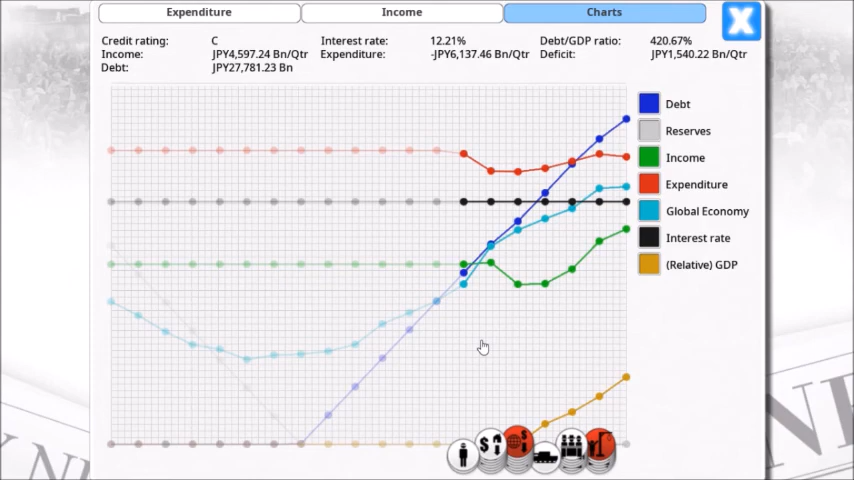 Expenditure Income Charts X
Credit rating: C Interest rate: 12.21% Debt/GDP ratio: 420.67%
Income: JPY4,597.24 Bn/Qtr Expenditure: -JPY6,137.46 Bn/Qtr Deficit: JPY1,540.22 Bn/Qtr
Debt: JPY27,781.23 Bn
Debt
Reserves
Income
Expenditure
Global Economy
Interest rate
(Relative) GDP